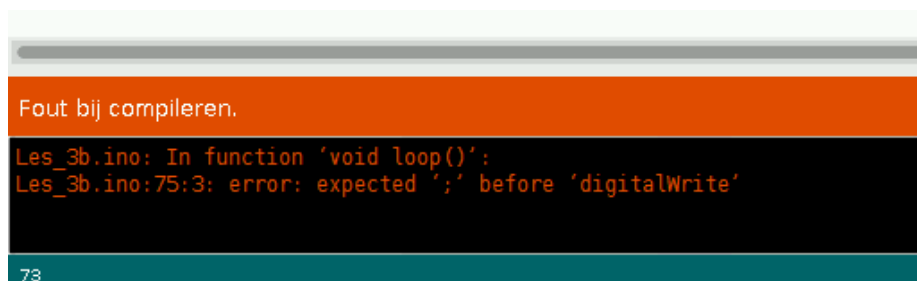 Fout bij compileren.
Les_3b.ino: In function ‘void loop()’:
Les_3b.ino:75:3: error: expected ‘;’ before ‘digitalWrite’
73